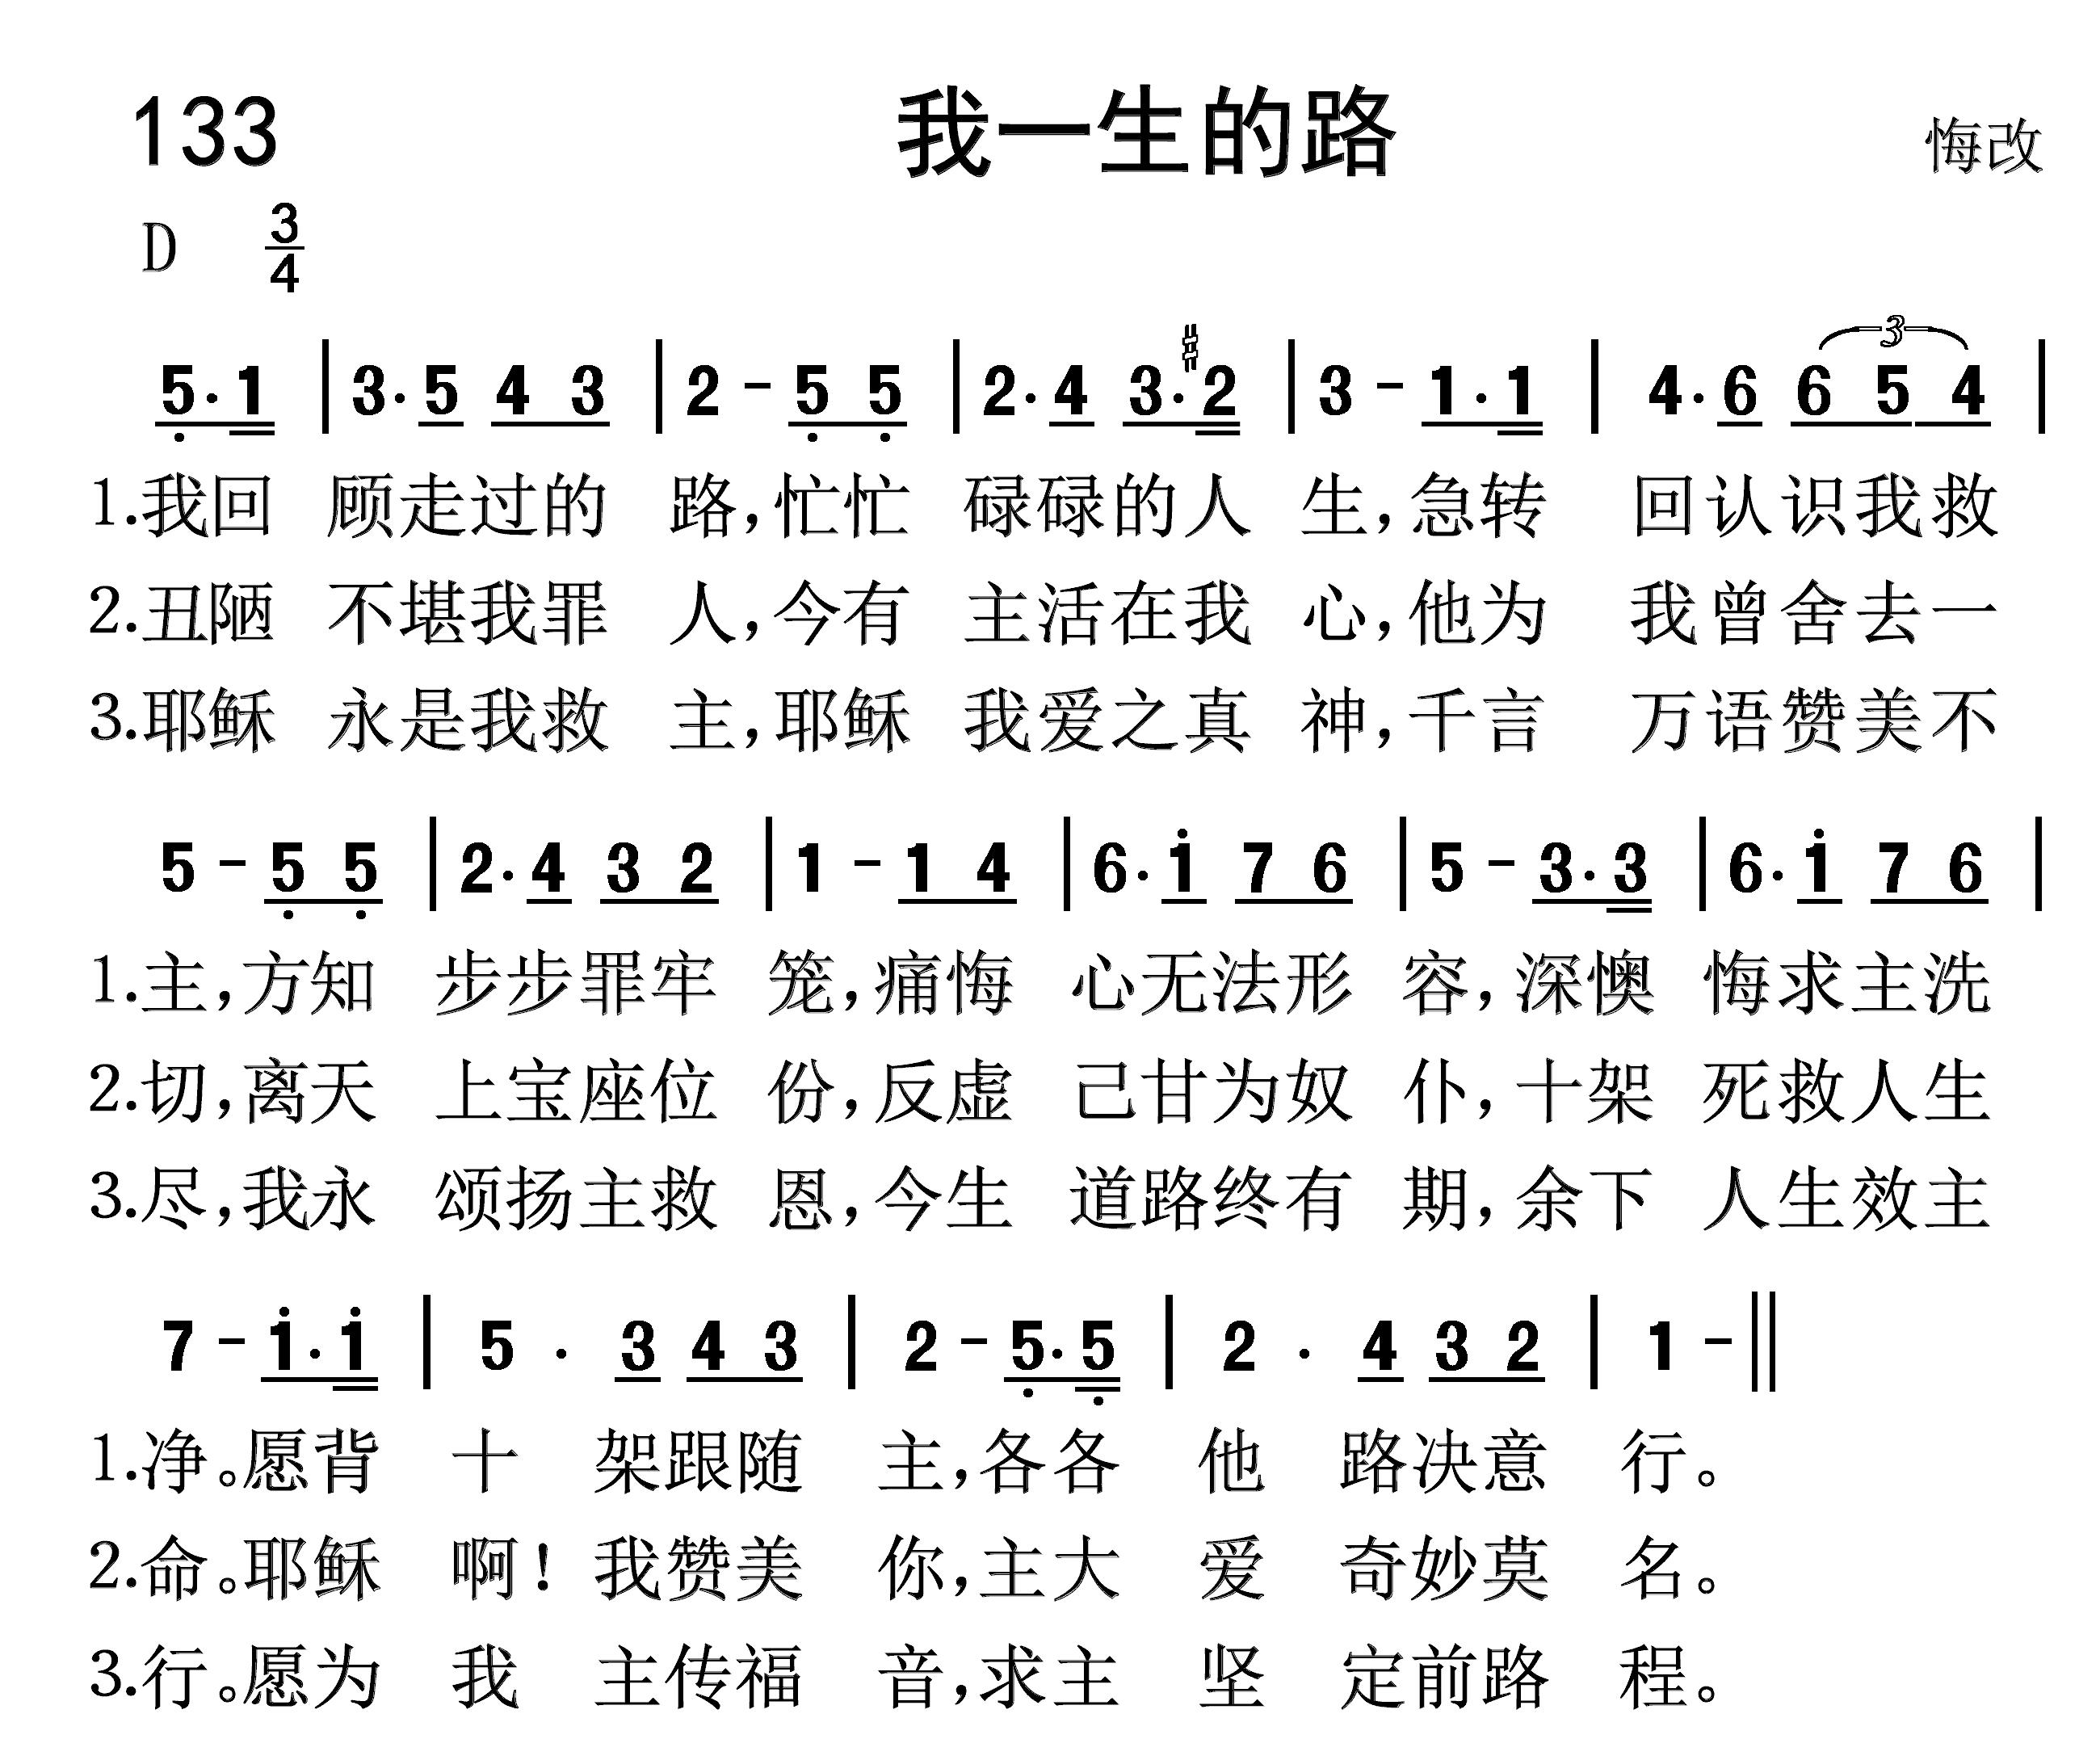 133 我一生的路 悔改
D 3/4
5·1 | 3·5 4 3 | 2 - 5 5 | 2·4 3·♯2 | 3 - 1·1 | 4·6 6 5 4 |
3
1.我回 顾走过的 路,忙忙 碌碌的人 生,急转 回认识我救
2.丑陋 不堪我罪 人,今有 主活在我 心,他为 我曾舍去一
3.耶稣 永是我救 主,耶稣 我爱之真 神,千言 万语赞美不
5 - 5 5 | 2·4 3 2 | 1 - 1 4 | 6·i 7 6 | 5 - 3·3 | 6·i 7 6 |
1.主,方知 步步罪牢 笼,痛悔 心无法形 容,深懊 悔求主洗
2.切,离天 上宝座位 份,反虚 己甘为奴 仆,十架 死救人生
3.尽,我永 颂扬主救 恩,今生 道路终有 期,余下 人生效主
7 - i·i | 5 · 3 4 3 | 2 - 5·5 | 2 · 4 3 2 | 1 - ‖
1.净。愿背 十 架跟随 主,各各 他 路决意 行。
2.命。耶稣 啊! 我赞美 你,主大 爱 奇妙莫 名。
3.行。愿为 我 主传福 音,求主 坚 定前路 程。